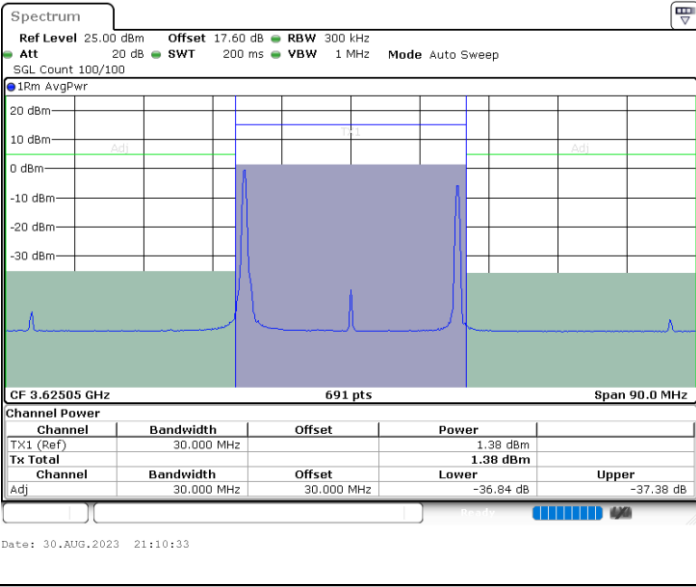 Spectrum
Ref Level 25.00 dBm Offset 17.60 dB RBW 300 kHz
Att 20 dB SWT 200 ms VBW 1 MHz Mode Auto Sweep
SGL Count 100/100
1Rm AvgPwr
20 dBm
TX1
10 dBm
Adj Adj
0 dBm
-10 dBm
-20 dBm
-30 dBm
CF 3.62505 GHz 691 pts Span 90.0 MHz
Channel Power
Channel Bandwidth Offset Power
TX1 (Ref) 30.000 MHz 1.38 dBm
Tx Total 1.38 dBm
Channel Bandwidth Offset Lower Upper
Adj 30.000 MHz 30.000 MHz -36.84 dB -37.38 dB
Ready
Date: 30.AUG.2023 21:10:33